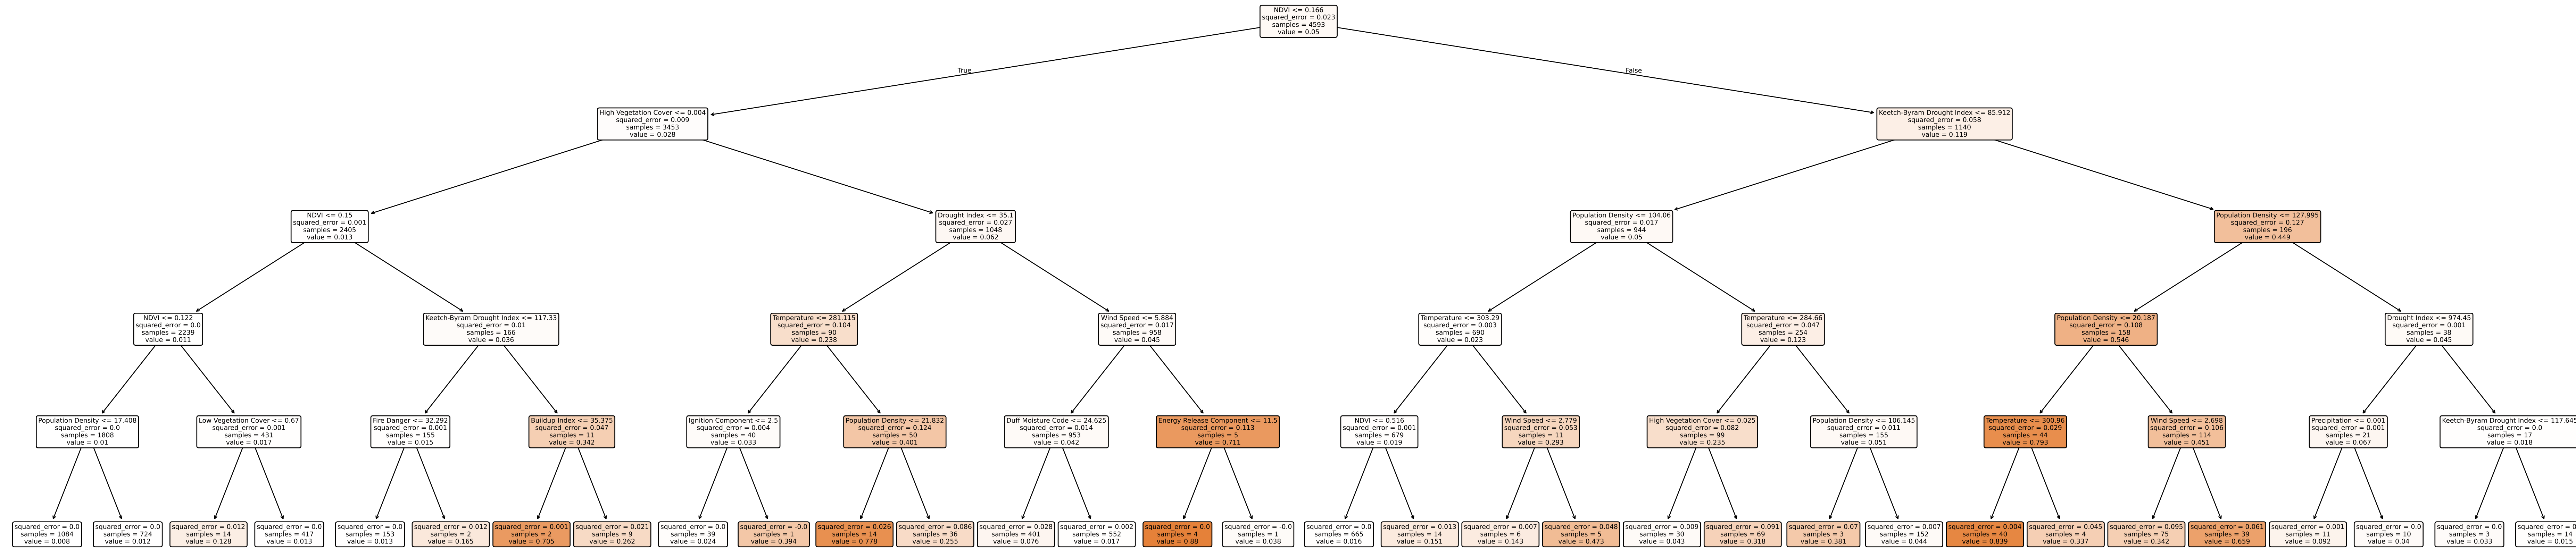 NDVI <= 0.166
squared_error = 0.023
samples = 4593
value = 0.05
True
False
High Vegetation Cover <= 0.004
squared_error = 0.009
samples = 3453
value = 0.028
Keetch-Byram Drought Index <= 85.912
squared_error = 0.058
samples = 1140
value = 0.119
NDVI <= 0.15
squared_error = 0.001
samples = 2405
value = 0.013
Drought Index <= 35.1
squared_error = 0.027
samples = 1048
value = 0.062
Population Density <= 104.06
squared_error = 0.017
samples = 944
value = 0.05
Population Density <= 127.995
squared_error = 0.127
samples = 196
value = 0.449
NDVI <= 0.122
squared_error = 0.0
samples = 2239
value = 0.011
Keetch-Byram Drought Index <= 117.33
squared_error = 0.01
samples = 166
value = 0.036
Temperature <= 281.115
squared_error = 0.104
samples = 90
value = 0.238
Wind Speed <= 5.884
squared_error = 0.017
samples = 958
value = 0.045
Temperature <= 303.29
squared_error = 0.003
samples = 690
value = 0.023
Temperature <= 284.66
squared_error = 0.047
samples = 254
value = 0.123
Population Density <= 20.187
squared_error = 0.108
samples = 158
value = 0.546
Drought Index <= 974.45
squared_error = 0.001
samples = 38
value = 0.045
Population Density <= 17.408
squared_error = 0.0
samples = 1808
value = 0.01
Low Vegetation Cover <= 0.67
squared_error = 0.001
samples = 431
value = 0.017
Fire Danger <= 32.292
squared_error = 0.001
samples = 155
value = 0.015
Buildup Index <= 35.375
squared_error = 0.047
samples = 11
value = 0.342
Ignition Component <= 2.5
squared_error = 0.004
samples = 40
value = 0.033
Population Density <= 21.832
squared_error = 0.124
samples = 50
value = 0.401
Duff Moisture Code <= 24.625
squared_error = 0.014
samples = 953
value = 0.042
Energy Release Component <= 11.5
squared_error = 0.113
samples = 5
value = 0.711
NDVI <= 0.516
squared_error = 0.001
samples = 679
value = 0.019
Wind Speed <= 2.779
squared_error = 0.053
samples = 11
value = 0.293
High Vegetation Cover <= 0.025
squared_error = 0.082
samples = 99
value = 0.235
Population Density <= 106.145
squared_error = 0.011
samples = 155
value = 0.051
Temperature <= 300.96
squared_error = 0.029
samples = 44
value = 0.793
Wind Speed <= 2.698
squared_error = 0.106
samples = 114
value = 0.451
Precipitation <= 0.001
squared_error = 0.001
samples = 21
value = 0.067
Keetch-Byram Drought Index <= 117.645
squared_error = 0.0
samples = 17
value = 0.018
squared_error = 0.0
samples = 1084
value = 0.008
squared_error = 0.0
samples = 724
value = 0.012
squared_error = 0.012
samples = 14
value = 0.128
squared_error = 0.0
samples = 417
value = 0.013
squared_error = 0.0
samples = 153
value = 0.013
squared_error = 0.012
samples = 2
value = 0.165
squared_error = 0.001
samples = 2
value = 0.705
squared_error = 0.021
samples = 9
value = 0.262
squared_error = 0.0
samples = 39
value = 0.024
squared_error = -0.0
samples = 1
value = 0.394
squared_error = 0.026
samples = 14
value = 0.778
squared_error = 0.086
samples = 36
value = 0.255
squared_error = 0.028
samples = 401
value = 0.076
squared_error = 0.002
samples = 552
value = 0.017
squared_error = 0.0
samples = 4
value = 0.88
squared_error = -0.0
samples = 1
value = 0.038
squared_error = 0.0
samples = 665
value = 0.016
squared_error = 0.013
samples = 14
value = 0.151
squared_error = 0.007
samples = 6
value = 0.143
squared_error = 0.048
samples = 5
value = 0.473
squared_error = 0.009
samples = 30
value = 0.043
squared_error = 0.091
samples = 69
value = 0.318
squared_error = 0.07
samples = 3
value = 0.381
squared_error = 0.007
samples = 152
value = 0.044
squared_error = 0.004
samples = 40
value = 0.839
squared_error = 0.045
samples = 4
value = 0.337
squared_error = 0.095
samples = 75
value = 0.342
squared_error = 0.061
samples = 39
value = 0.659
squared_error = 0.001
samples = 11
value = 0.092
squared_error = 0.0
samples = 10
value = 0.04
squared_error = 0.0
samples = 3
value = 0.033
squared_error =
samples = 14
value =